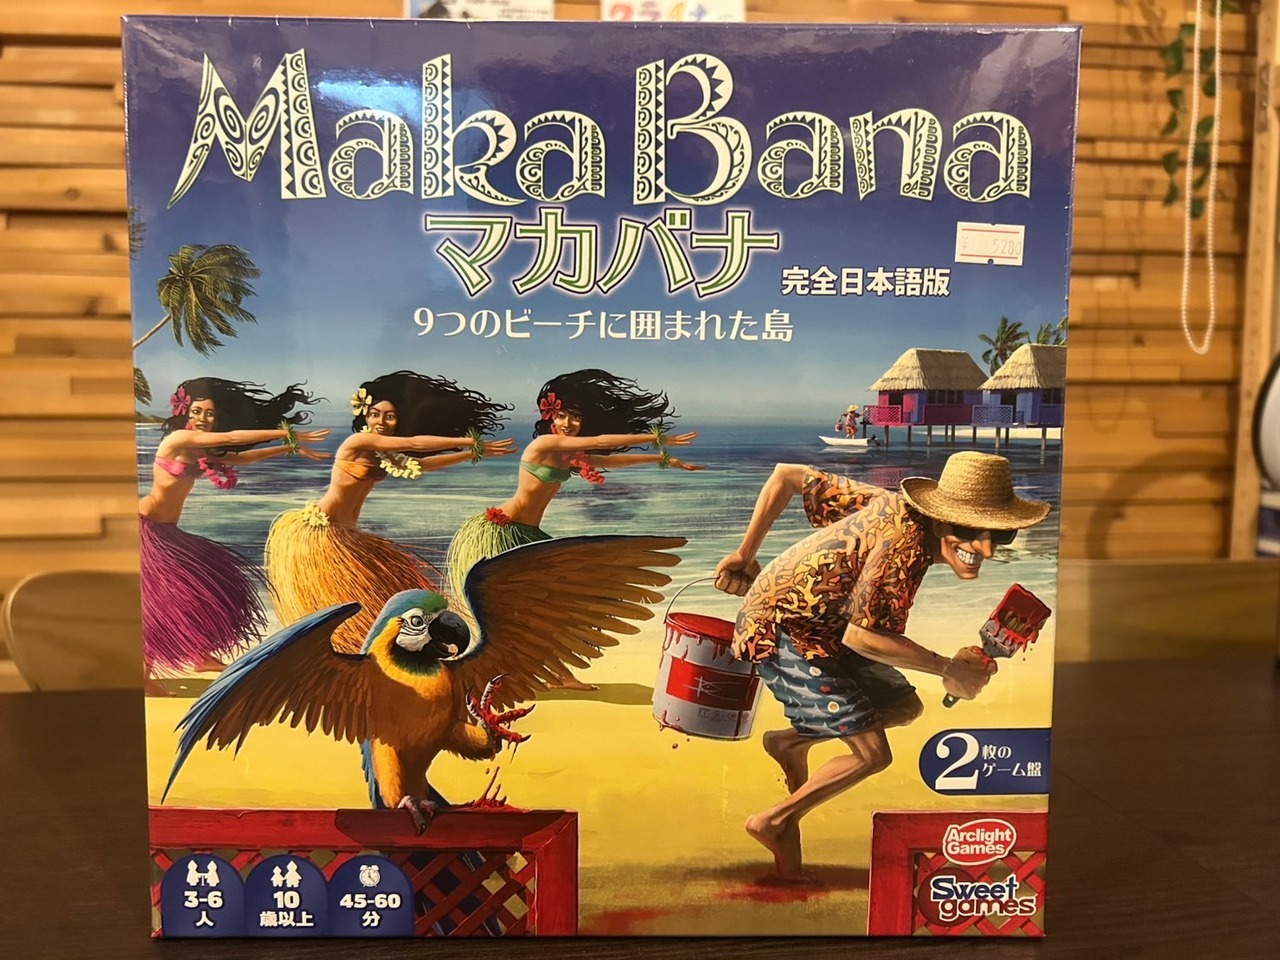 Maka Bana
マカバナ
完全日本語版
¥ 5280
9つのビーチに囲まれた島
2枚の
ゲーム盤
Arclight
Games
Sweet
games
3-6
人
10
歳以上
45-60
分